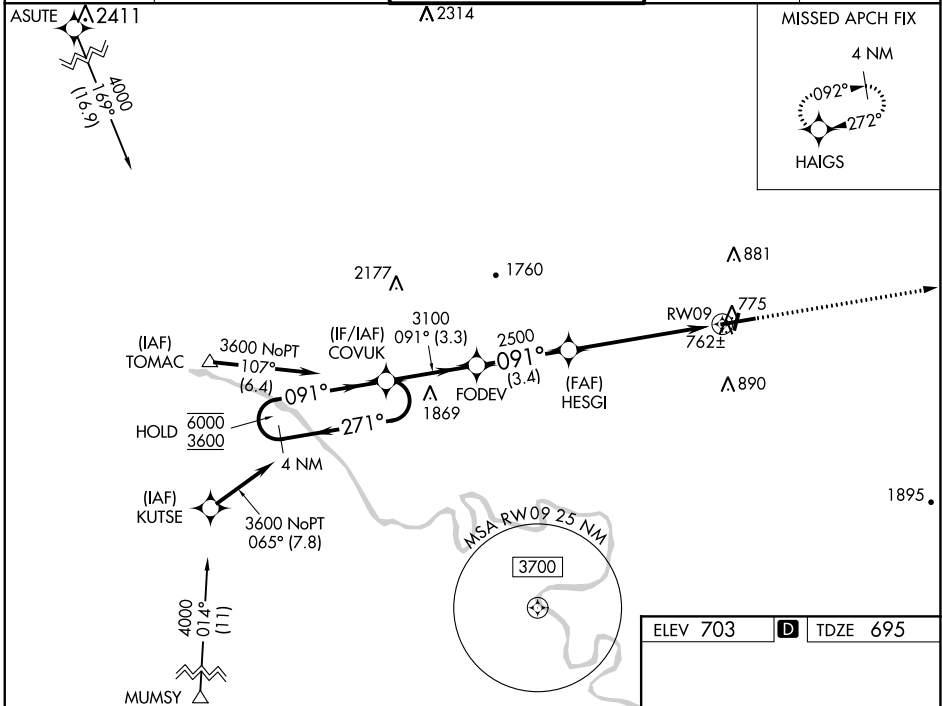 ASUTE
2411
2314
MISSED APCH FIX
4 NM
092°
272°
HAIGS
4000
169°
(16.9)
881
2177
1760
775
RW09
762±
3100
091° (3.3)
2500
091°
(3.4)
(IF/IAF)
COVUK
(IAF)
TOMAC
3600 NoPT
107°
(6.4)
091°
FODEV
(FAF)
HESGI
890
1869
HOLD
6000
3600
271°
4 NM
(IAF)
KUTSE
3600 NoPT
065° (7.8)
1895
MSA RW09 25 NM
3700
4000
014°
(11)
MUMSY
ELEV 703
D
TDZE 695